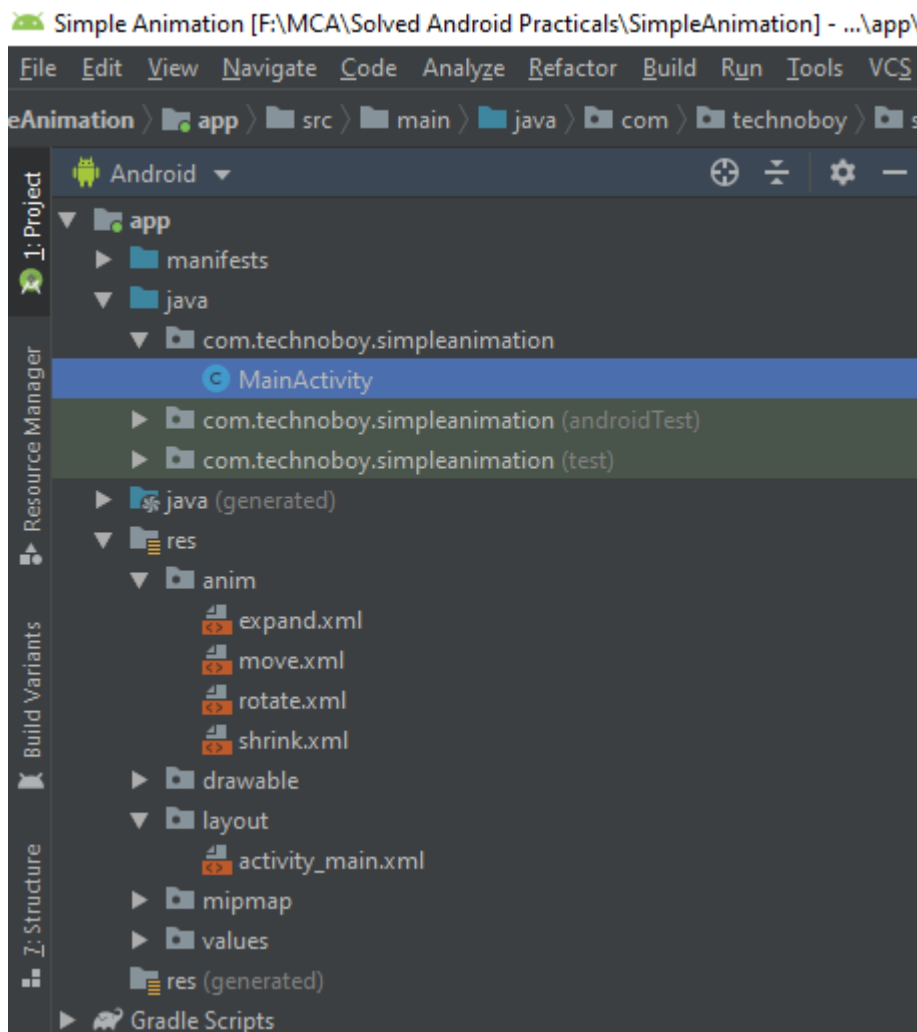 Simple Animation [F:\MCA\Solved Android Practicals\SimpleAnimation] - ...\app\
File Edit View Navigate Code Analyze Refactor Build Run Tools VCS
eAnimation app src main java com technoboy s
Android
1: Project
app
manifests
java
com.technoboy.simpleanimation
MainActivity
com.technoboy.simpleanimation (androidTest)
com.technoboy.simpleanimation (test)
Resource Manager
java (generated)
res
anim
expand.xml
move.xml
rotate.xml
shrink.xml
Build Variants
drawable
layout
activity_main.xml
mipmap
values
7: Structure
res (generated)
Gradle Scripts